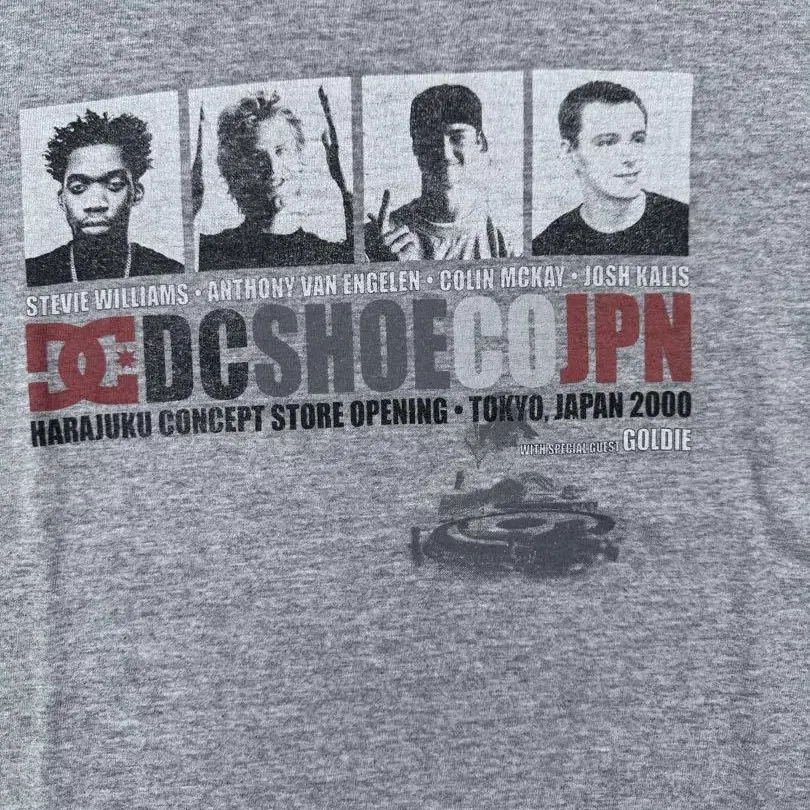 STEVIE WILLIAMS • ANTHONY VAN ENGELEN • COLIN MCKAY • JOSH KALIS
DC DCSHOECOJPN
HARAJUKU CONCEPT STORE OPENING • TOKYO, JAPAN 2000
WITH SPECIAL GUEST GOLDIE